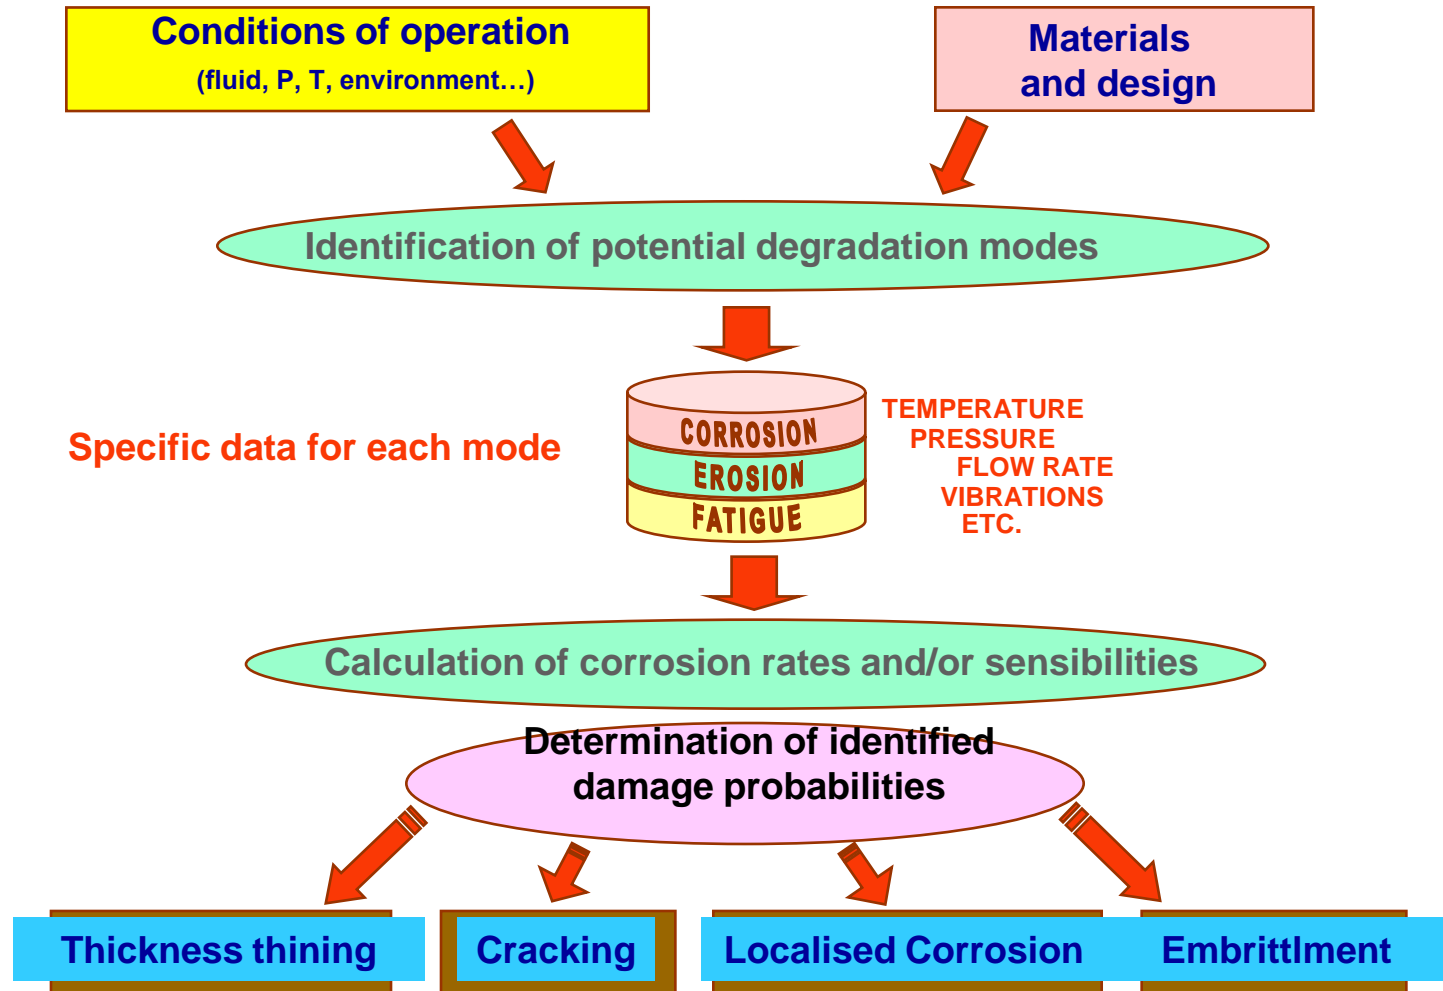 Conditions of operation
(fluid, P, T, environment…)
Materials
and design
Identification of potential degradation modes
Specific data for each mode
CORROSION
EROSION
FATIGUE
TEMPERATURE
PRESSURE
FLOW RATE
VIBRATIONS
ETC.
Calculation of corrosion rates and/or sensibilities
Determination of identified
damage probabilities
Thickness thining
Cracking
Localised Corrosion
Embrittlment